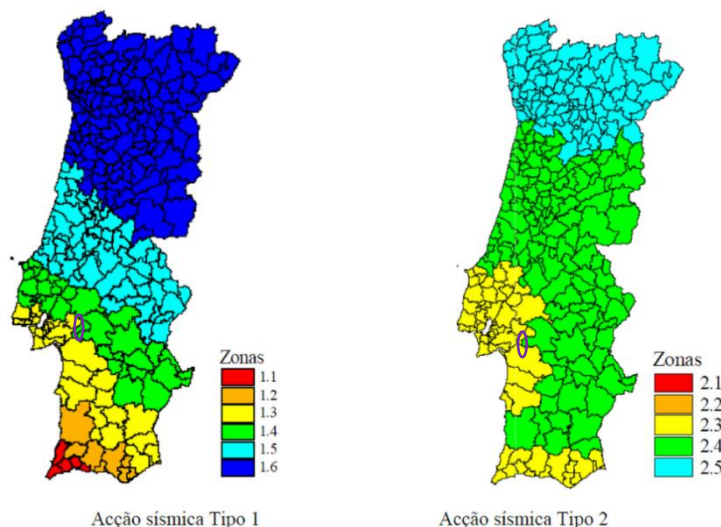 Zonas
1.1
1.2
1.3
1.4
1.5
1.6
Acção sísmica Tipo 1
Zonas
2.1
2.2
2.3
2.4
2.5
Acção sísmica Tipo 2